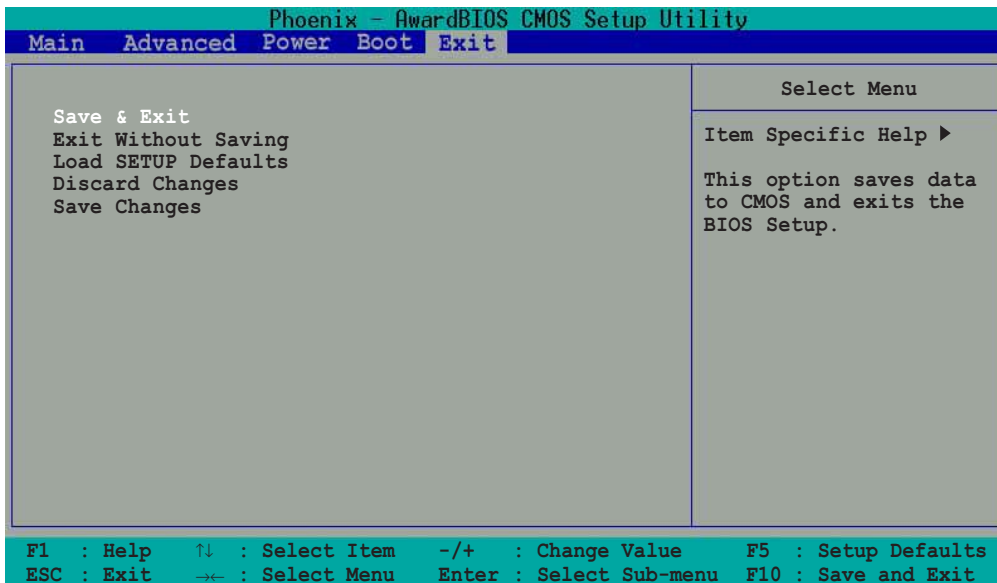 Phoenix - AwardBIOS CMOS Setup Utility
Main Advanced Power Boot Exit
Save & Exit
Exit Without Saving
Load SETUP Defaults
Discard Changes
Save Changes
Select Menu
Item Specific Help ▶
This option saves data
to CMOS and exits the
BIOS Setup.
F1 : Help ↑↓ : Select Item -/+ : Change Value F5 : Setup Defaults
ESC : Exit →← : Select Menu Enter : Select Sub-menu F10 : Save and Exit